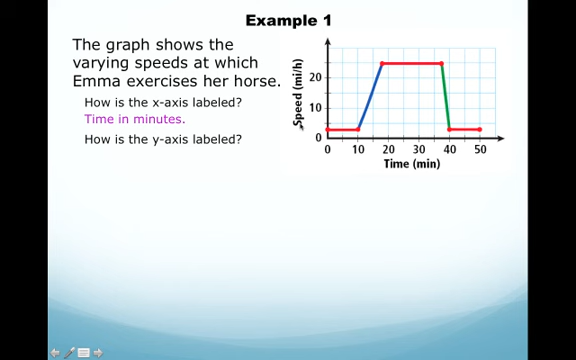 Example 1
The graph shows the
varying speeds at which
Emma exercises her horse.
How is the x-axis labeled?
Time in minutes.
How is the y-axis labeled?
Speed (mi/h)
20
10
0
0 10 20 30 40 50
Time (min)